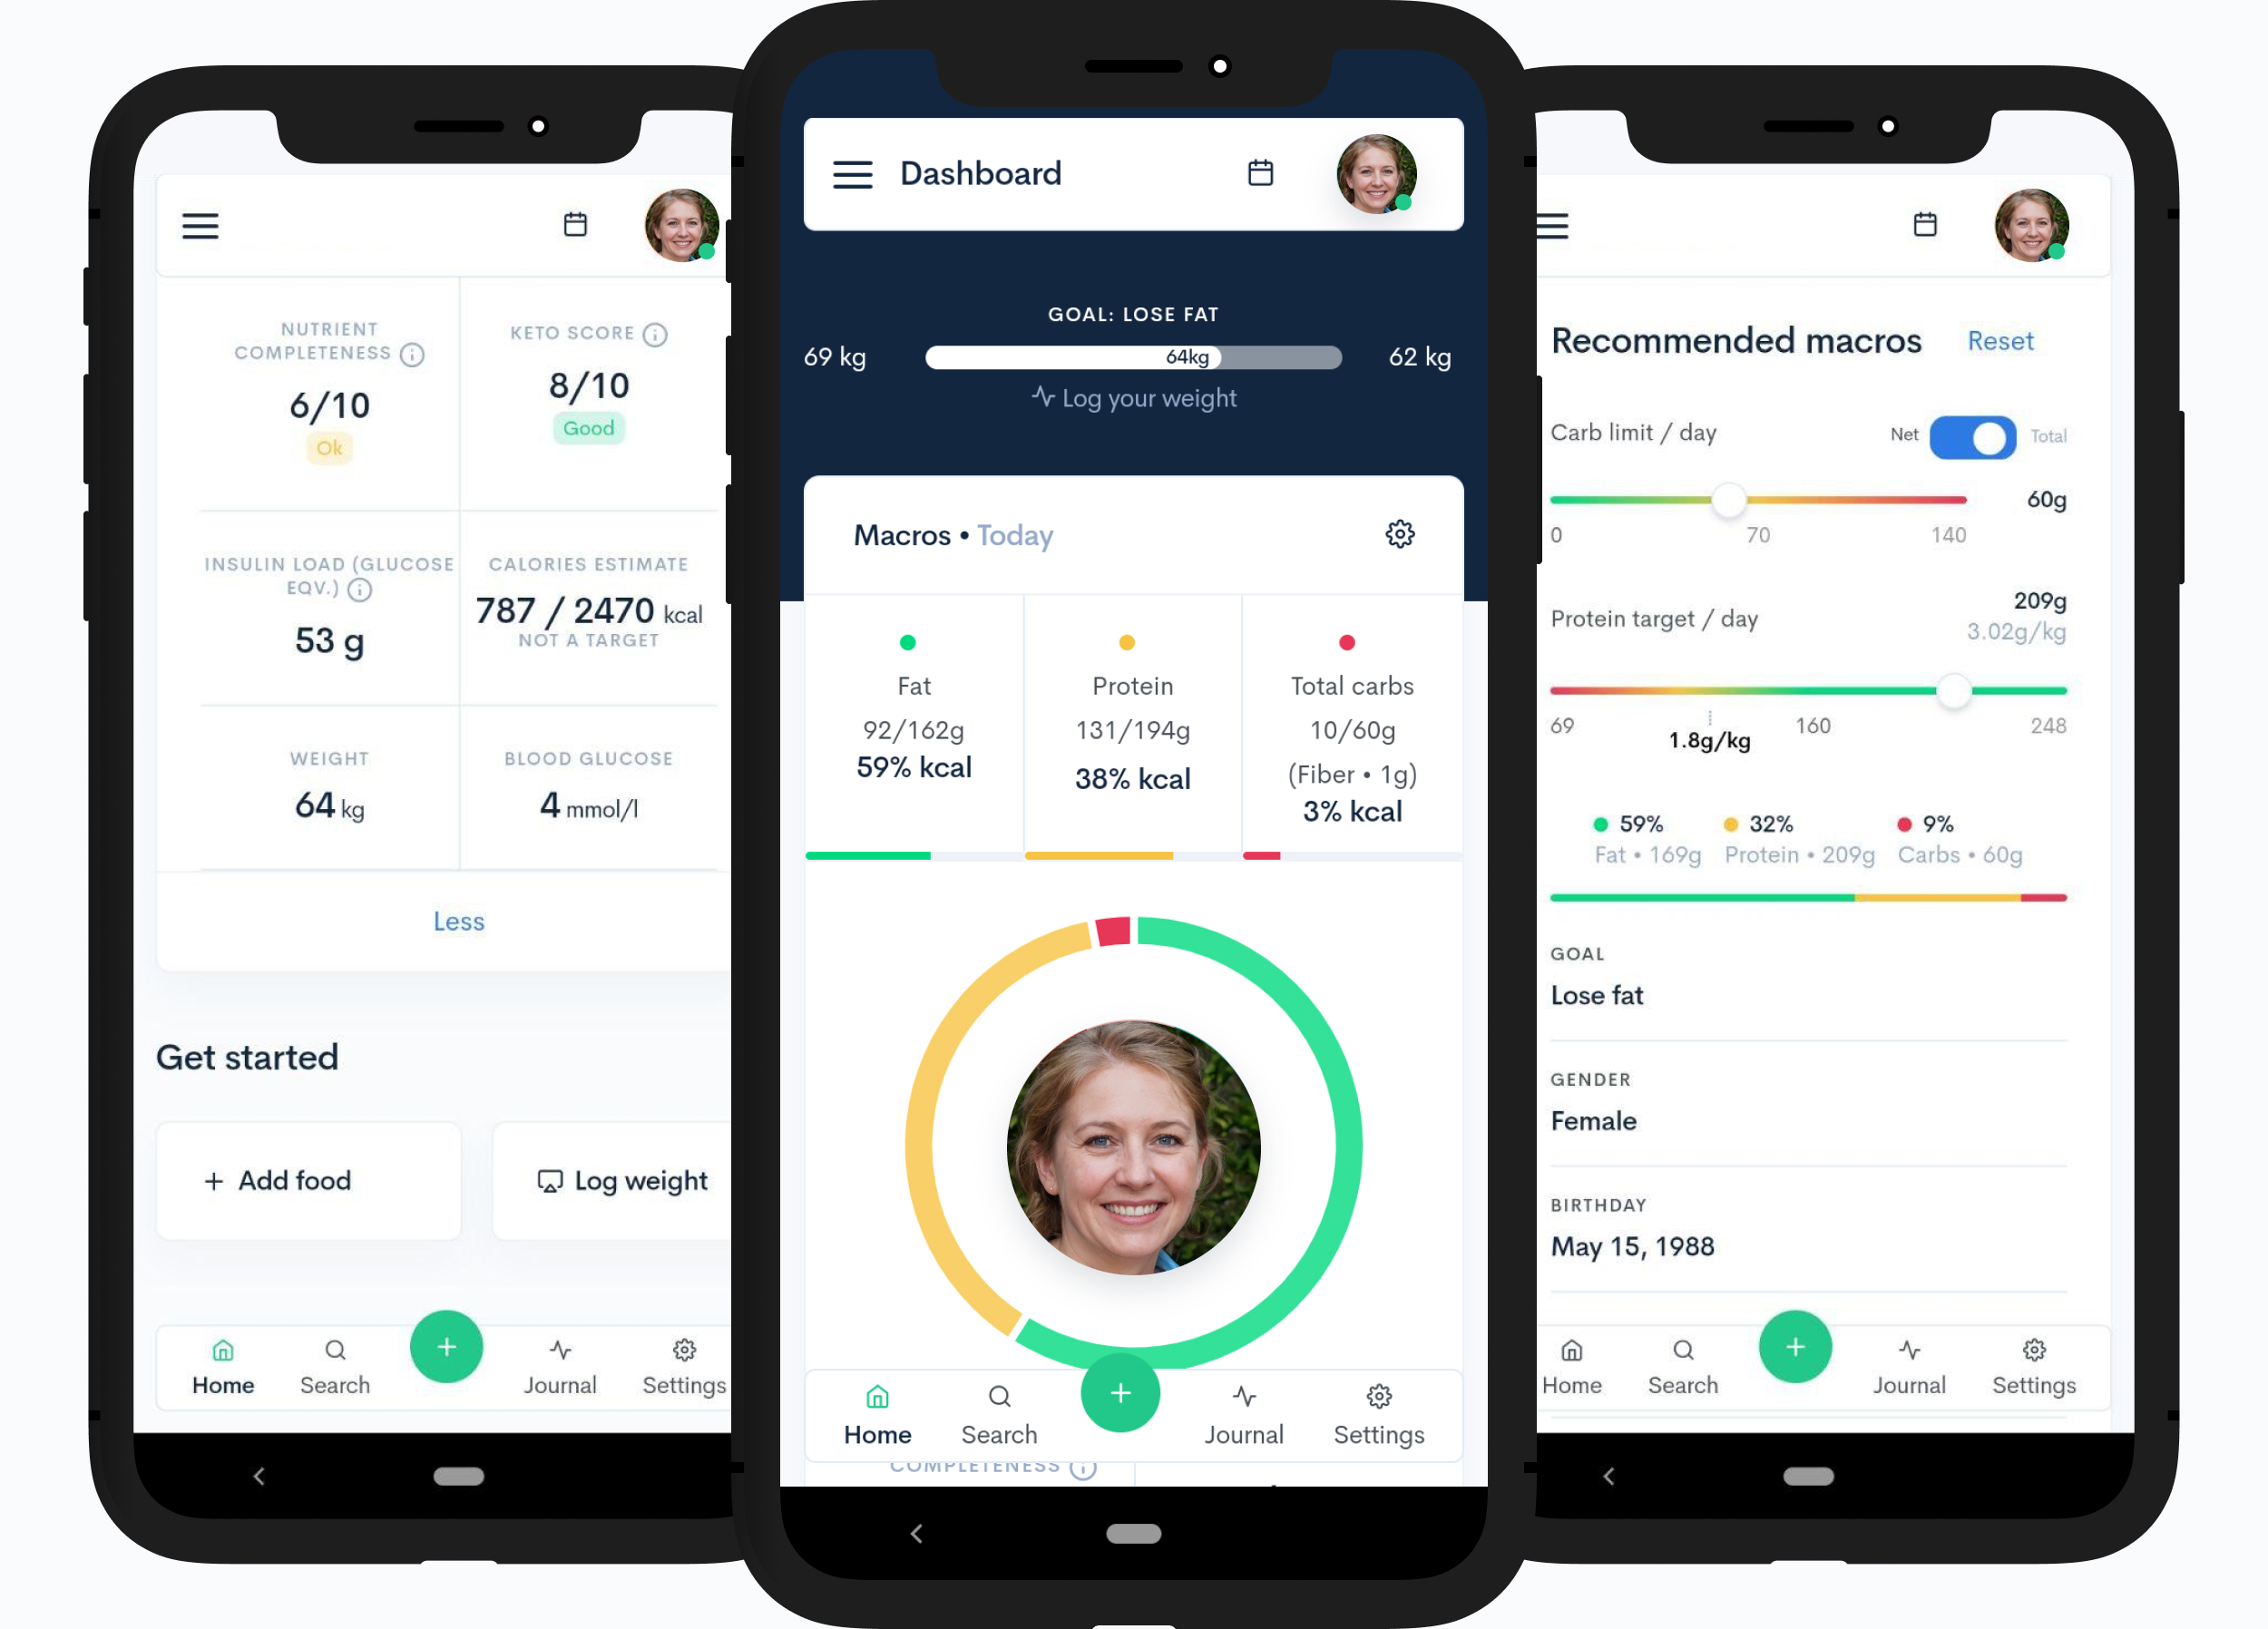 NUTRIENT
COMPLETENESS
6/10
Ok
KETO SCORE
8/10
Good
INSULIN LOAD (GLUCOSE
EQV.)
53 g
CALORIES ESTIMATE
787 / 2470 kcal
NOT A TARGET
WEIGHT
64 kg
BLOOD GLUCOSE
4 mmol/l
Less
Get started
+ Add food
Log weight
Home
Search
+
Journal
Settings
Dashboard
GOAL: LOSE FAT
69 kg
64kg
62 kg
Log your weight
Macros • Today
Fat
92/162g
59% kcal
Protein
131/194g
38% kcal
Total carbs
10/60g
(Fiber • 1g)
3% kcal
Home
Search
+
Journal
Settings
COMPLETENESS
Recommended macros
Reset
Carb limit / day
Net
Total
60g
0
70
140
Protein target / day
209g
3.02g/kg
69
1.8g/kg
160
248
59%
Fat • 169g
32%
Protein • 209g
9%
Carbs • 60g
GOAL
Lose fat
GENDER
Female
BIRTHDAY
May 15, 1988
Home
Search
+
Journal
Settings